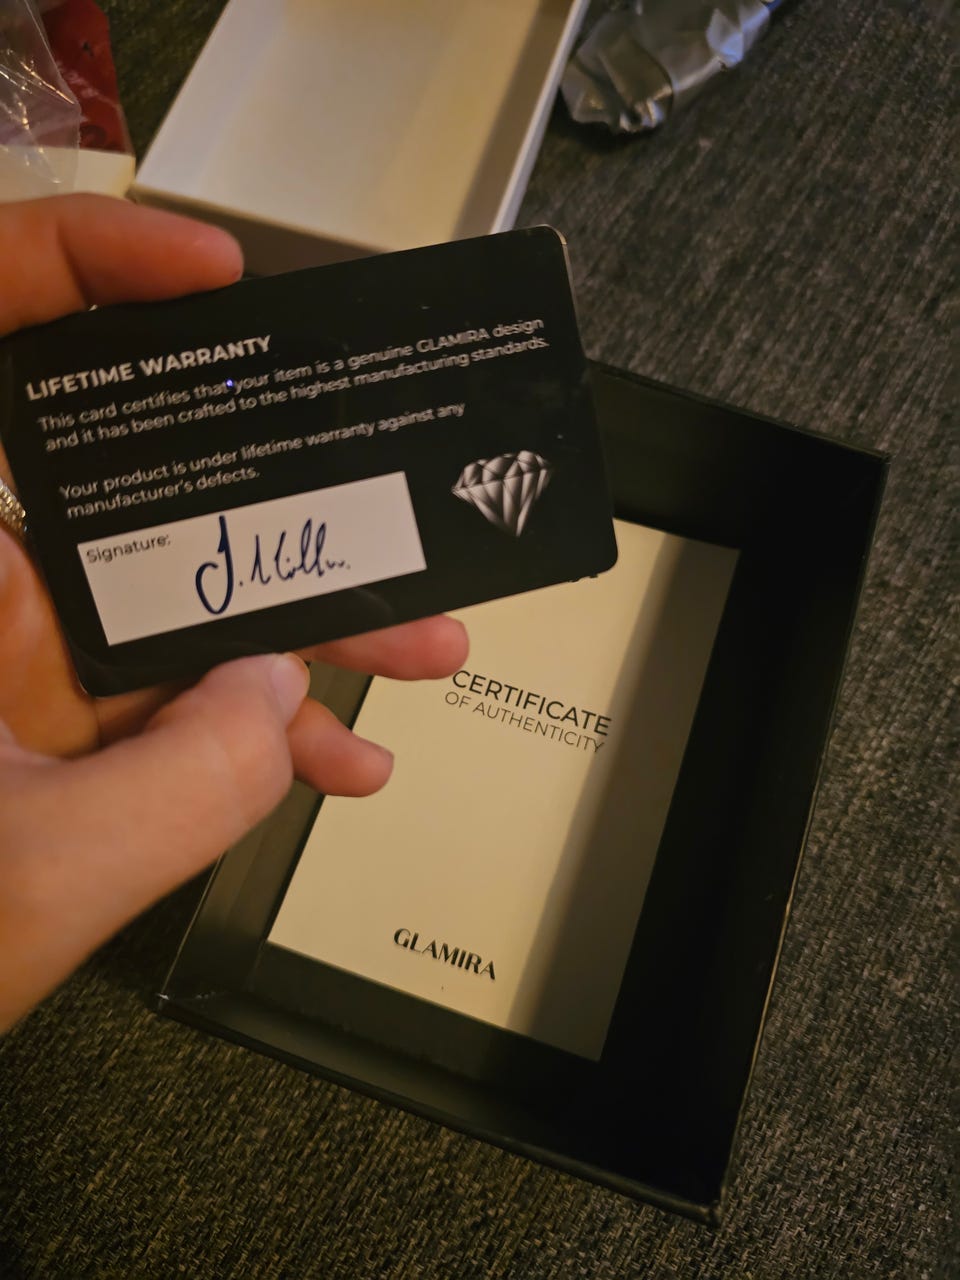 LIFETIME WARRANTY
This card certifies that your item is a genuine GLAMIRA design
and it has been crafted to the highest manufacturing standards.
Your product is under lifetime warranty against any
manufacturer's defects.
Signature:
CERTIFICATE
OF AUTHENTICITY
GLAMIRA